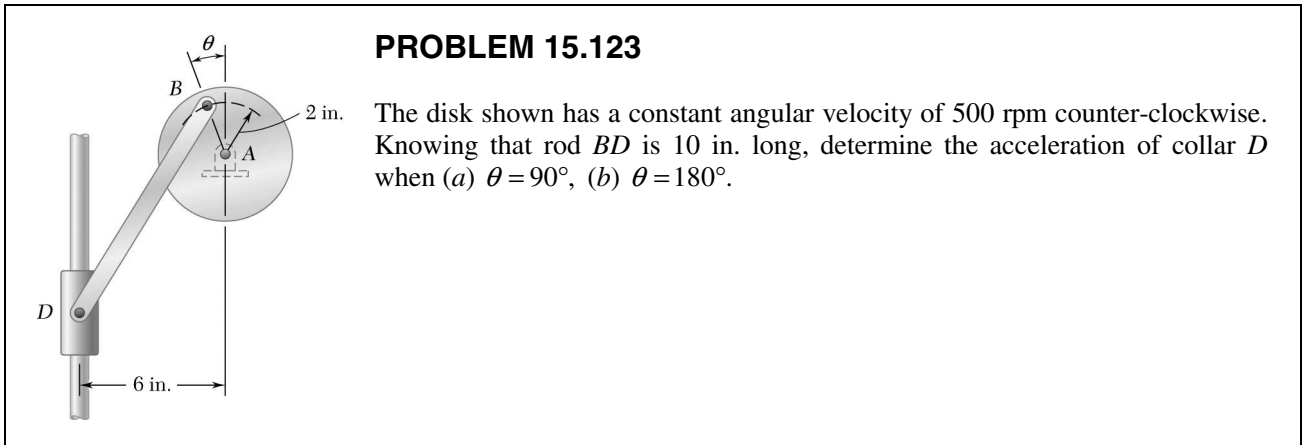 PROBLEM 15.123
The disk shown has a constant angular velocity of 500 rpm counter-clockwise.
Knowing that rod BD is 10 in. long, determine the acceleration of collar D
when (a) θ = 90°, (b) θ = 180°.
θ
B
2 in.
A
D
6 in.